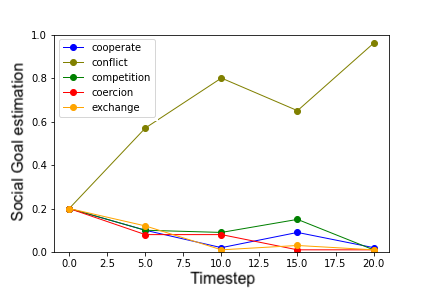 1.0
0.8
0.6
0.4
0.2
0.0
Social Goal estimation
cooperate
conflict
competition
coercion
exchange
0.0 2.5 5.0 7.5 10.0 12.5 15.0 17.5 20.0
Timestep